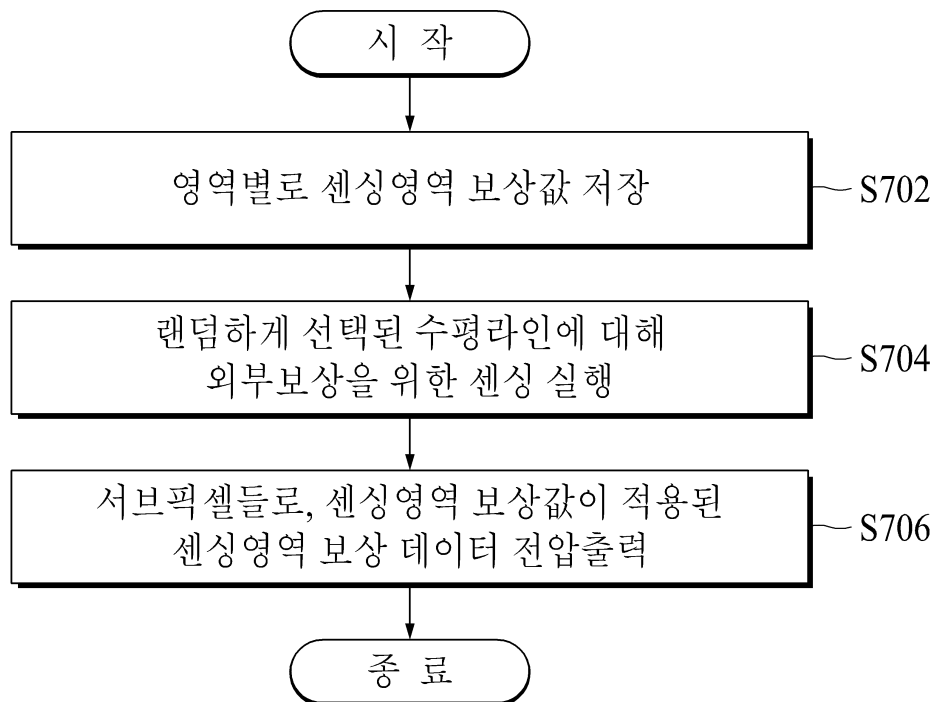 시 작
영역별로 센싱영역 보상값 저장
S702
랜덤하게 선택된 수평라인에 대해
외부보상을 위한 센싱 실행
S704
서브픽셀들로, 센싱영역 보상값이 적용된
센싱영역 보상 데이터 전압출력
S706
종 료